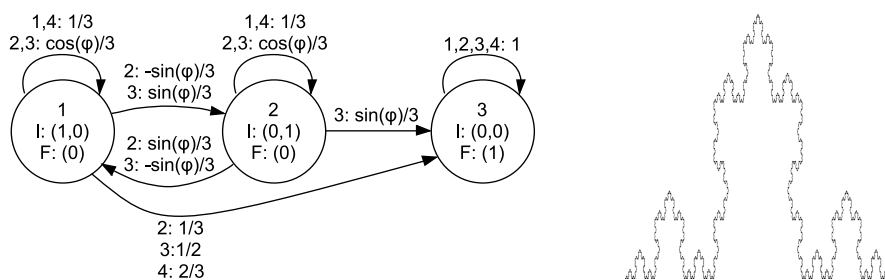 1,4: 1/3
2,3: cos(φ)/3
1,4: 1/3
2,3: cos(φ)/3
1,2,3,4: 1
2: -sin(φ)/3
3: sin(φ)/3
1
I: (1,0)
F: (0)
2
I: (0,1)
F: (0)
3: sin(φ)/3
3
I: (0,0)
F: (1)
2: sin(φ)/3
3: -sin(φ)/3
2: 1/3
3:1/2
4: 2/3